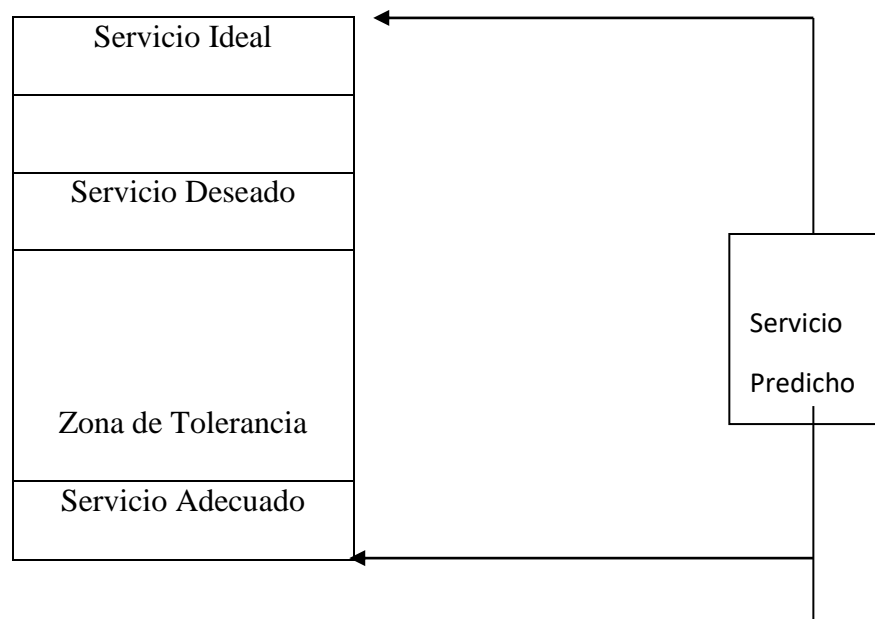 Servicio Ideal
Servicio Deseado
Zona de Tolerancia
Servicio Adecuado
Servicio
Predicho